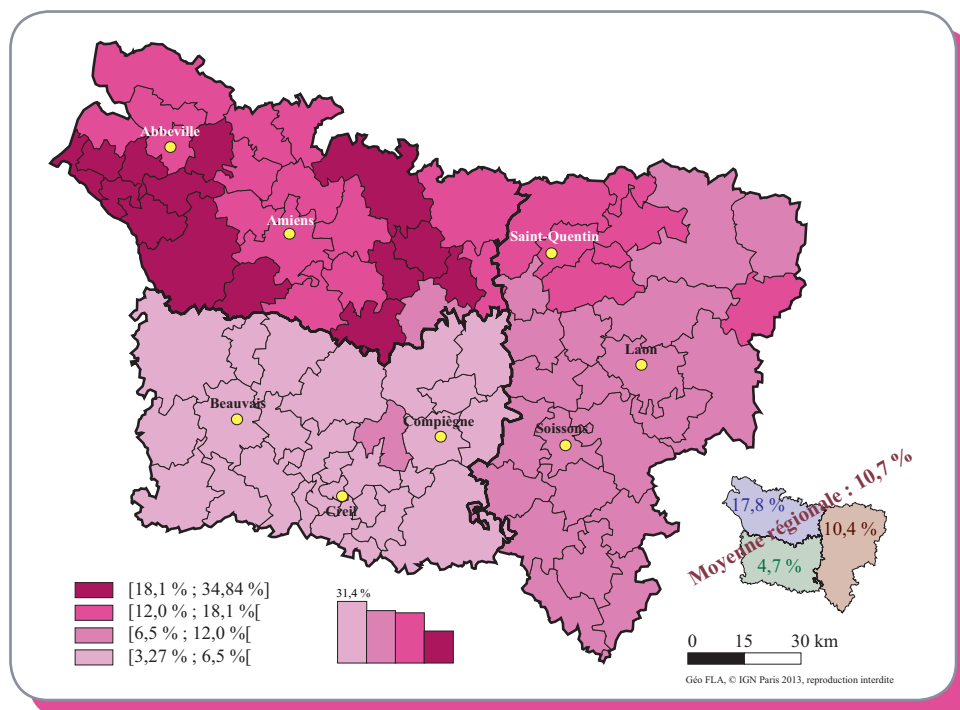 Abbeville
Amiens
Saint-Quentin
Laon
Beauvais
Compiègne
Soissons
Creil
Moyenne régionale : 10,7 %
17,8 %
10,4 %
4,7 %
[18,1 % ; 34,84 %]
[12,0 % ; 18,1 %[
[6,5 % ; 12,0 %[
[3,27 % ; 6,5 %[
31,4 %
0 15 30 km
Géo FLA, © IGN Paris 2013, reproduction interdite